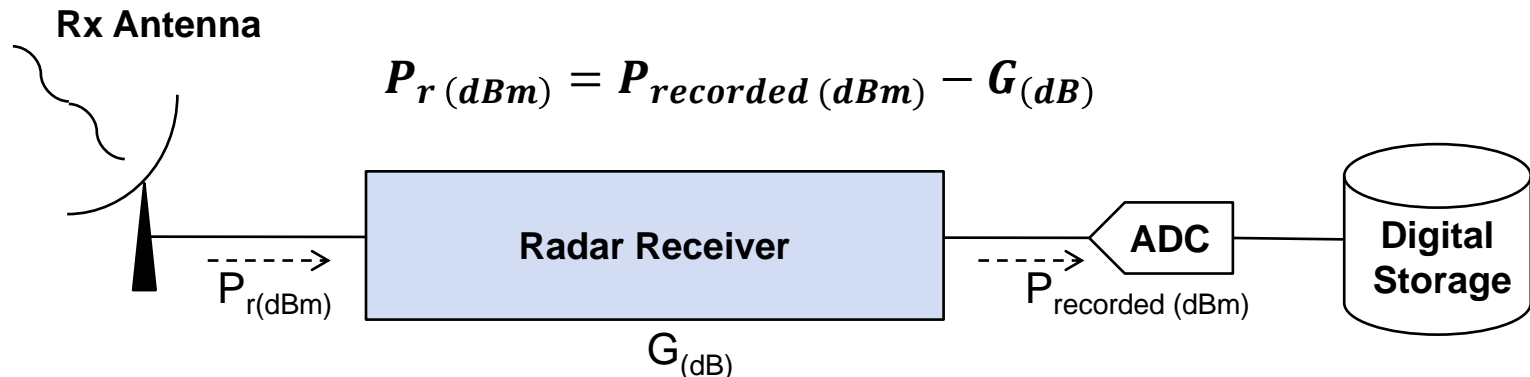 Rx Antenna
P_r (dBm) = P_recorded (dBm) − G_(dB)
Radar Receiver
ADC
Digital
Storage
P_r(dBm)
P_recorded (dBm)
G_(dB)